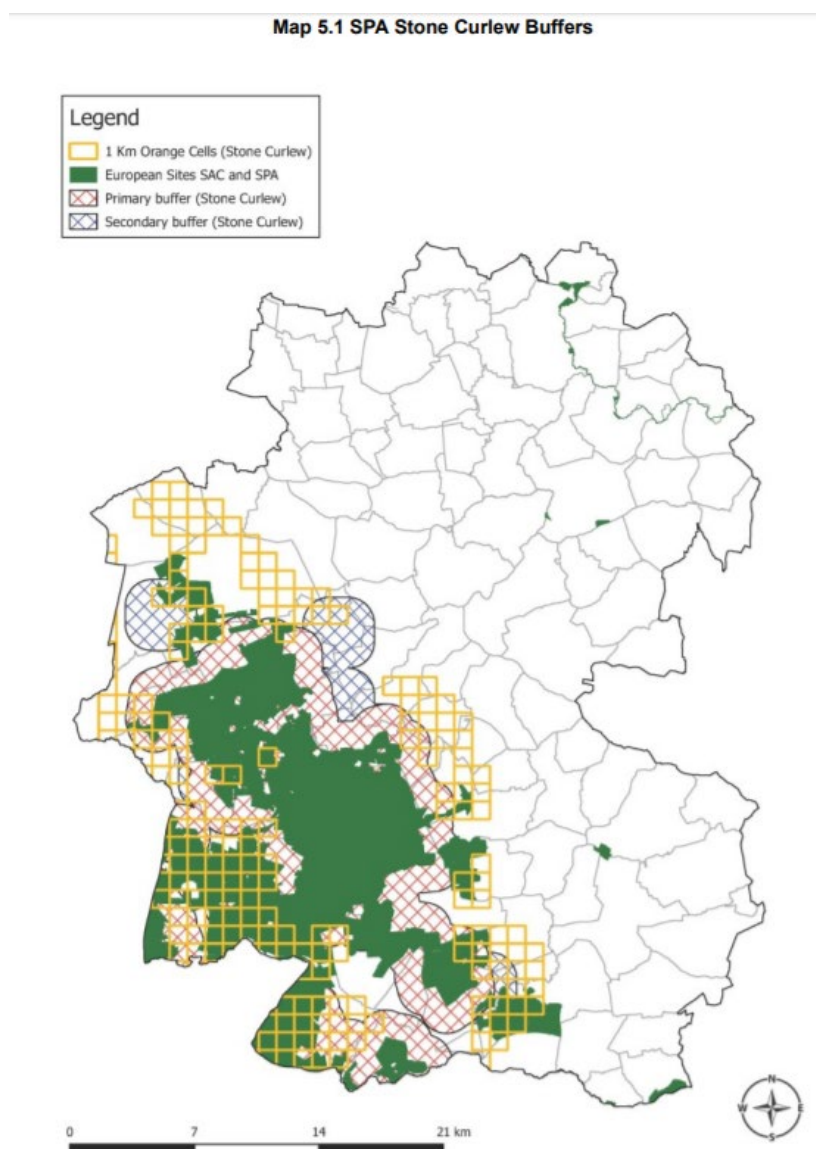 Map 5.1 SPA Stone Curlew Buffers
Legend
1 Km Orange Cells (Stone Curlew)
European Sites SAC and SPA
Primary buffer (Stone Curlew)
Secondary buffer (Stone Curlew)
N
W E
S
0 7 14 21 km